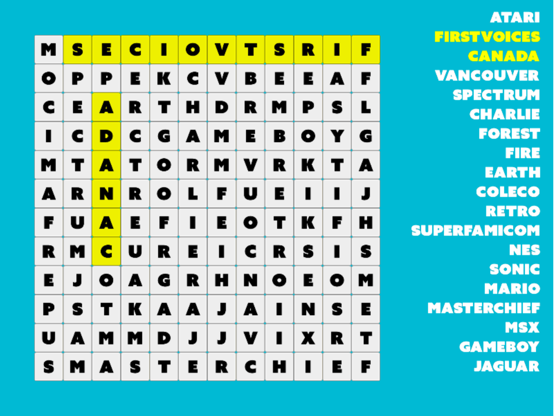 M S E C I O V T S R I F
O P P E K C V B E E A F
C E A R T H D R M P S L
I C D C G A M E B O Y G
M T A T O R M V R K T A
A R N R O L F U E I I J
F U A E F I E O T K F H
R M C U R E I C R S I S
E J O A G R H N O E O M
P S T K A A J A I N S E
U A M M D J J V I X R T
S M A S T E R C H I E F
ATARI
FIRSTVOICES
CANADA
VANCOUVER
SPECTRUM
CHARLIE
FOREST
FIRE
EARTH
COLECO
RETRO
SUPERFAMICOM
NES
SONIC
MARIO
MASTERCHIEF
MSX
GAMEBOY
JAGUAR